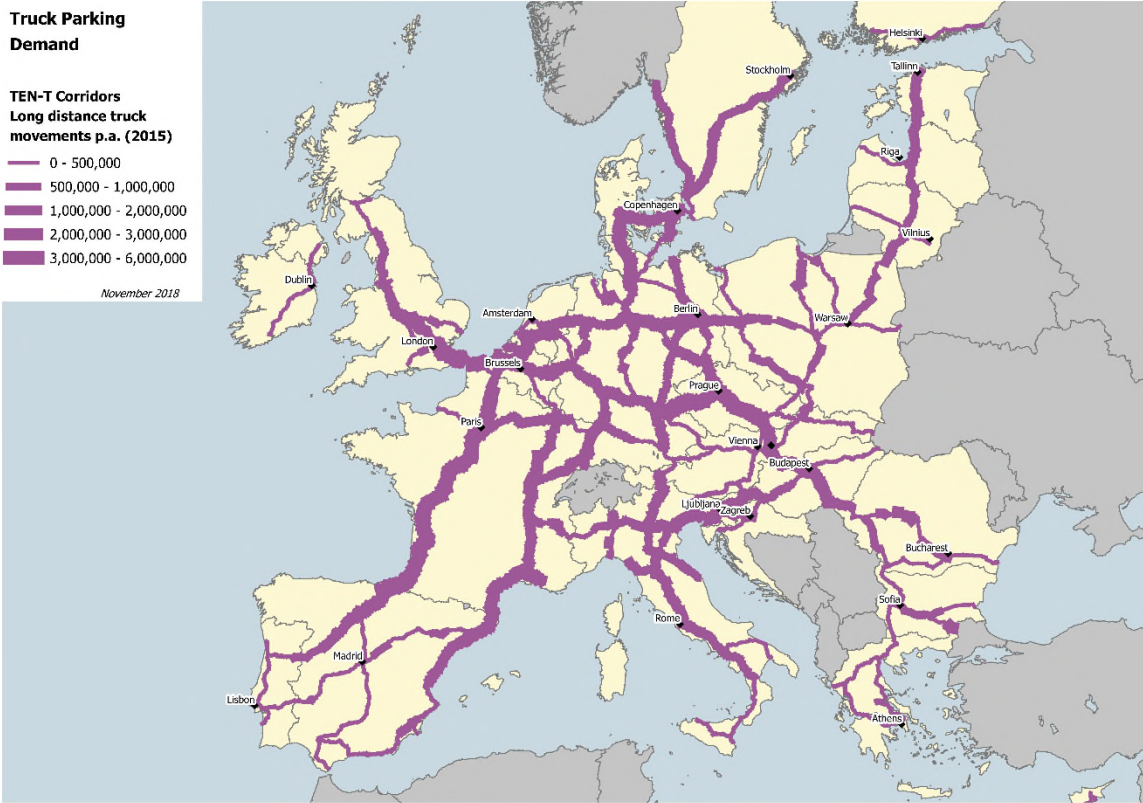 Truck Parking
Demand
TEN-T Corridors
Long distance truck
movements p.a. (2015)
0 - 500,000
500,000 - 1,000,000
1,000,000 - 2,000,000
2,000,000 - 3,000,000
3,000,000 - 6,000,000
November 2018
Helsinki
Tallinn
Stockholm
Riga
Copenhagen
Vilnius
Dublin
Amsterdam
Berlin
Warsaw
London
Brussels
Prague
Paris
Vienna
Budapest
Ljubljana
Zagreb
Bucharest
Sofia
Rome
Madrid
Lisbon
Athens